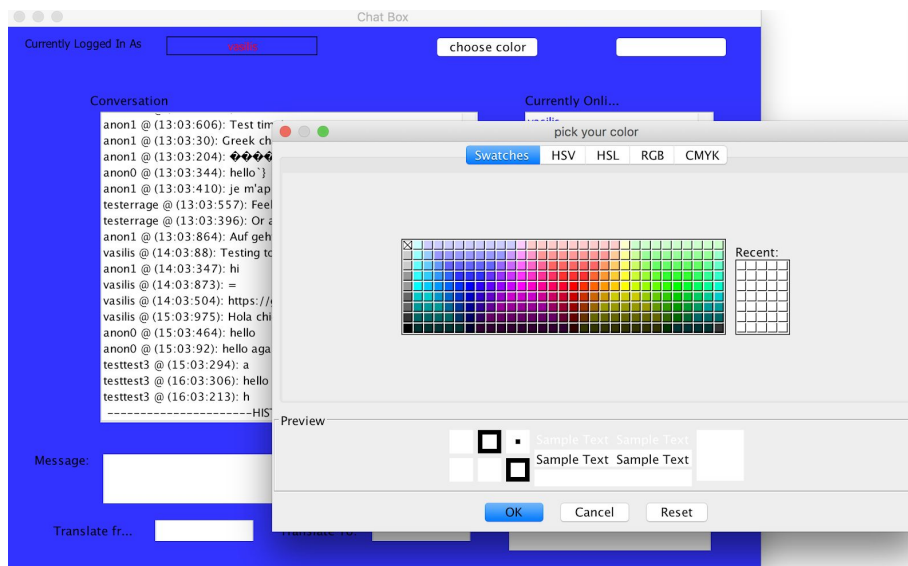 Chat Box
Currently Logged In As
choose color
Conversation
Currently Onli...
vasilis
anon1 @ (13:03:606): Test tim
anon1 @ (13:03:30): Greek ch
anon1 @ (13:03:204):
anon0 @ (13:03:344): hello`}
anon1 @ (13:03:410): je m'ap
testerrage @ (13:03:557): Feel
testerrage @ (13:03:396): Or a
anon1 @ (13:03:864): Auf geh
vasilis @ (14:03:88): Testing to
anon1 @ (14:03:347): hi
vasilis @ (14:03:873): =
vasilis @ (14:03:504): https://g
vasilis @ (15:03:975): Hola chi
anon0 @ (15:03:464): hello
anon0 @ (15:03:92): hello aga
testtest3 @ (16:03:294): a
testtest3 @ (16:03:306): hello
testtest3 @ (16:03:213): h
----------------------HIST
Message:
Translate fr...
Translate To:
pick your color
Swatches HSV HSL RGB CMYK
Recent:
Preview
Sample Text Sample Text
Sample Text Sample Text
OK Cancel Reset